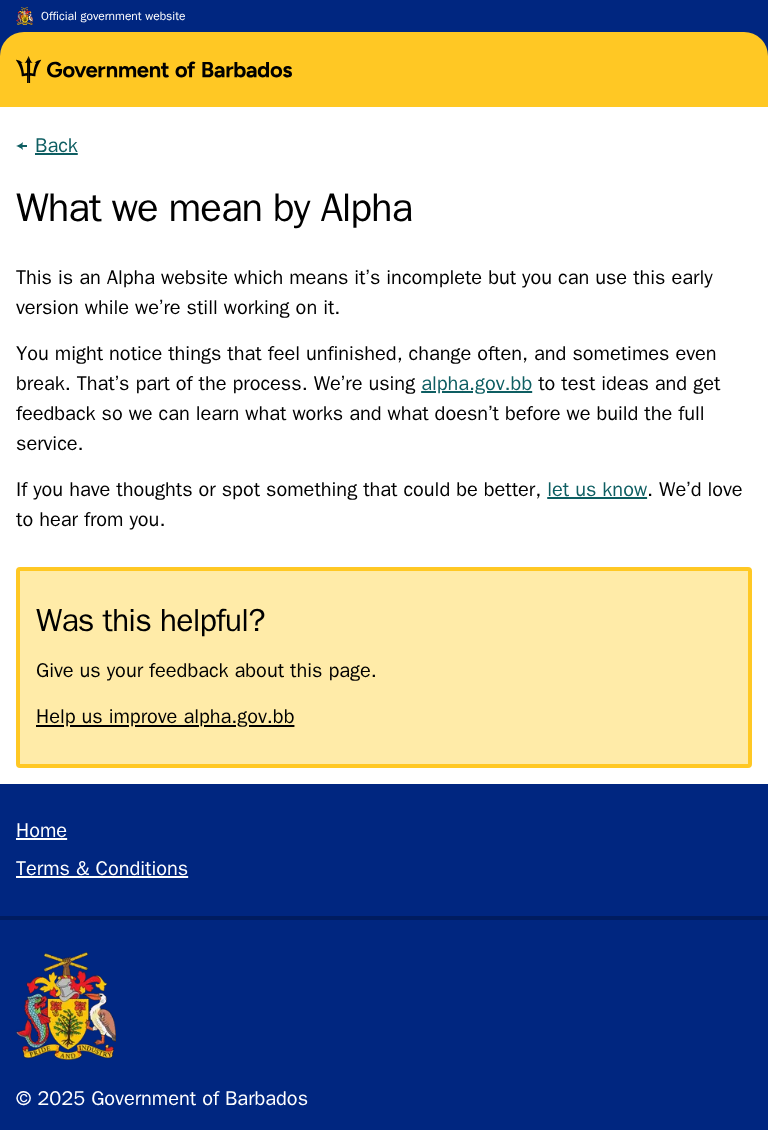 Official government website
Government of Barbados
Back
What we mean by Alpha
This is an Alpha website which means it’s incomplete but you can use this early
version while we’re still working on it.
You might notice things that feel unfinished, change often, and sometimes even
break. That’s part of the process. We’re using alpha.gov.bb to test ideas and get
feedback so we can learn what works and what doesn’t before we build the full
service.
If you have thoughts or spot something that could be better, let us know. We’d love
to hear from you.
Was this helpful?
Give us your feedback about this page.
Help us improve alpha.gov.bb
Home
Terms & Conditions
PRIDE AND INDUSTRY
© 2025 Government of Barbados